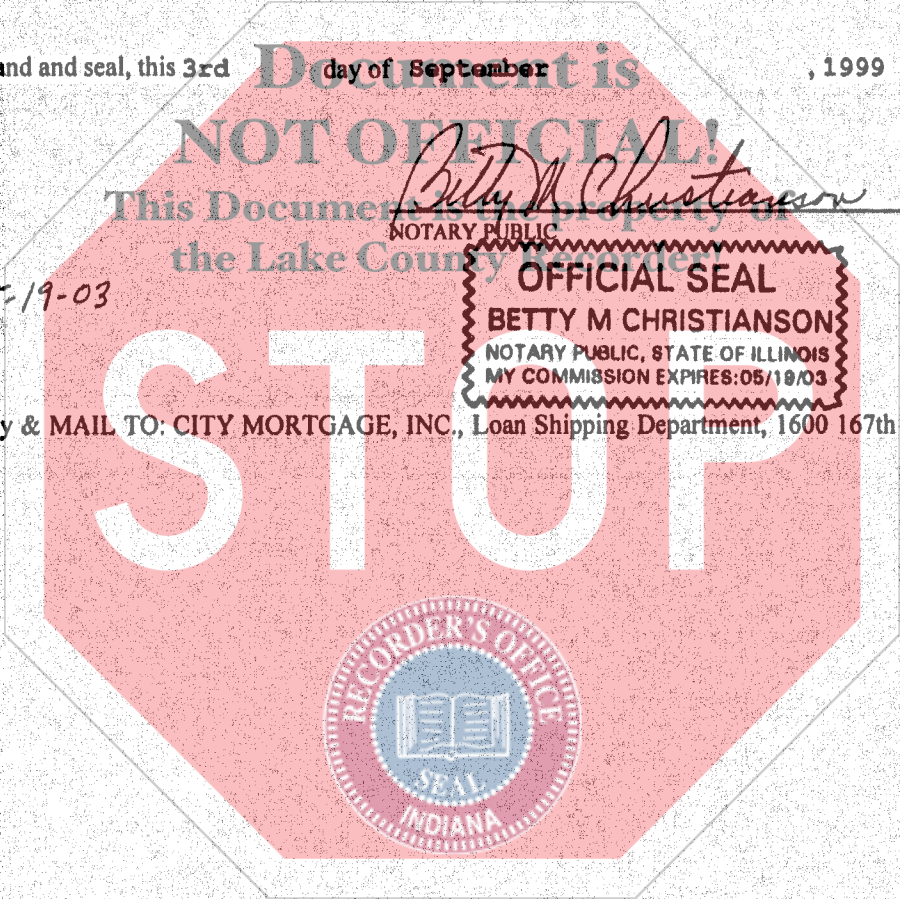 and and seal, this 3rd day of September , 1999
Document is
NOT OFFICIAL!
This Document is the property of
the Lake County Recorder!
Betty M Christianson
NOTARY PUBLIC
-19-03
OFFICIAL SEAL
BETTY M CHRISTIANSON
NOTARY PUBLIC, STATE OF ILLINOIS
MY COMMISSION EXPIRES:05/19/03
STOP
y & MAIL TO: CITY MORTGAGE, INC., Loan Shipping Department, 1600 167th
RECORDER'S OFFICE
SEAL
INDIANA